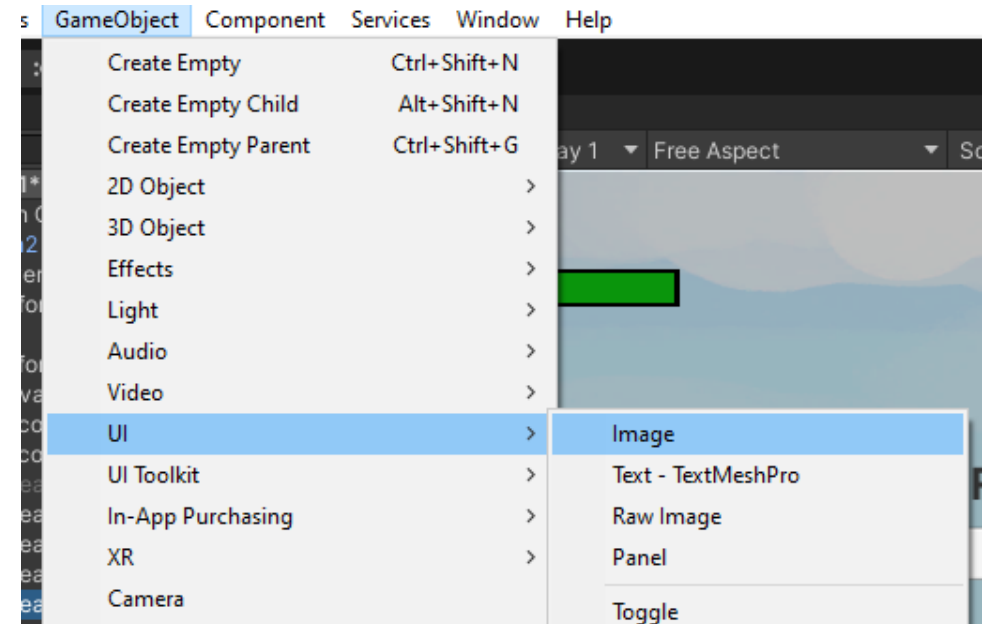 s GameObject Component Services Window Help
Create Empty Ctrl+Shift+N
Create Empty Child Alt+Shift+N
Create Empty Parent Ctrl+Shift+G
ay 1 Free Aspect Sc
2D Object
1*
3D Object
Effects
Light
Audio
Video
UI
Image
UI Toolkit
Text - TextMeshPro
In-App Purchasing
Raw Image
XR
Panel
Camera
Toggle